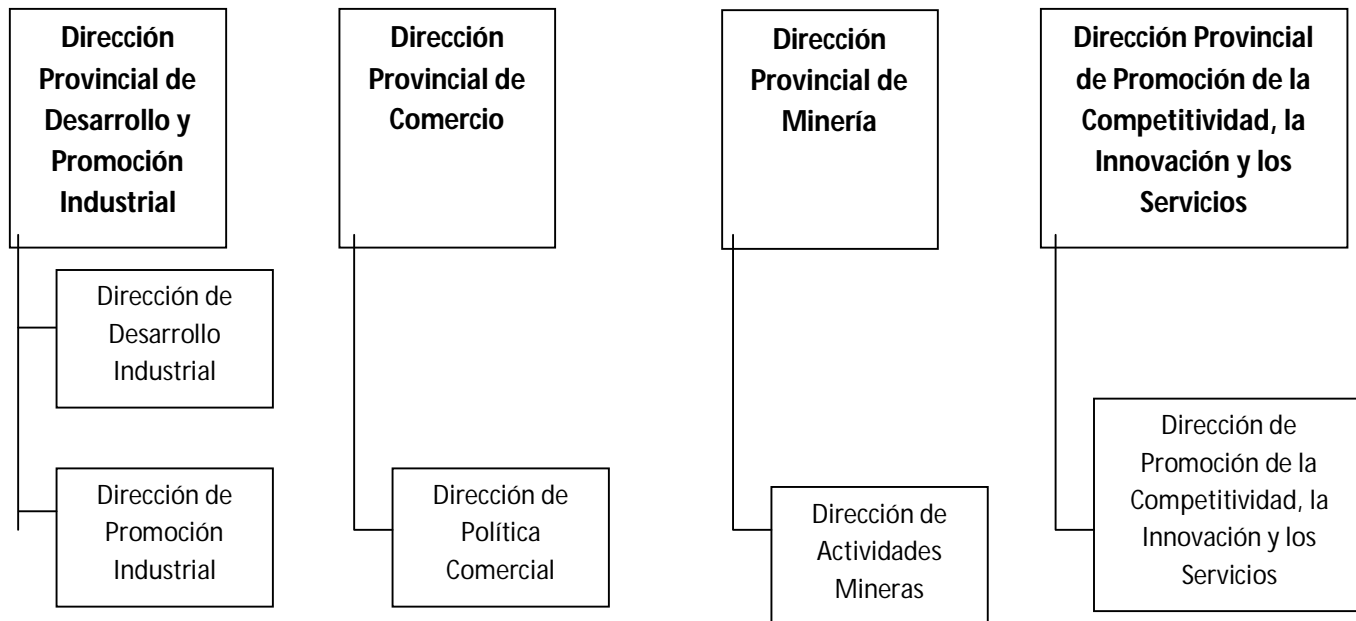 Dirección
Provincial de
Desarrollo y
Promoción
Industrial
Dirección
Provincial de
Comercio
Dirección
Provincial de
Minería
Dirección Provincial
de Promoción de la
Competitividad, la
Innovación y los
Servicios
Dirección de
Desarrollo
Industrial
Dirección de
Promoción
Industrial
Dirección de
Política
Comercial
Dirección de
Actividades
Mineras
Dirección de
Promoción de la
Competitividad, la
Innovación y los
Servicios